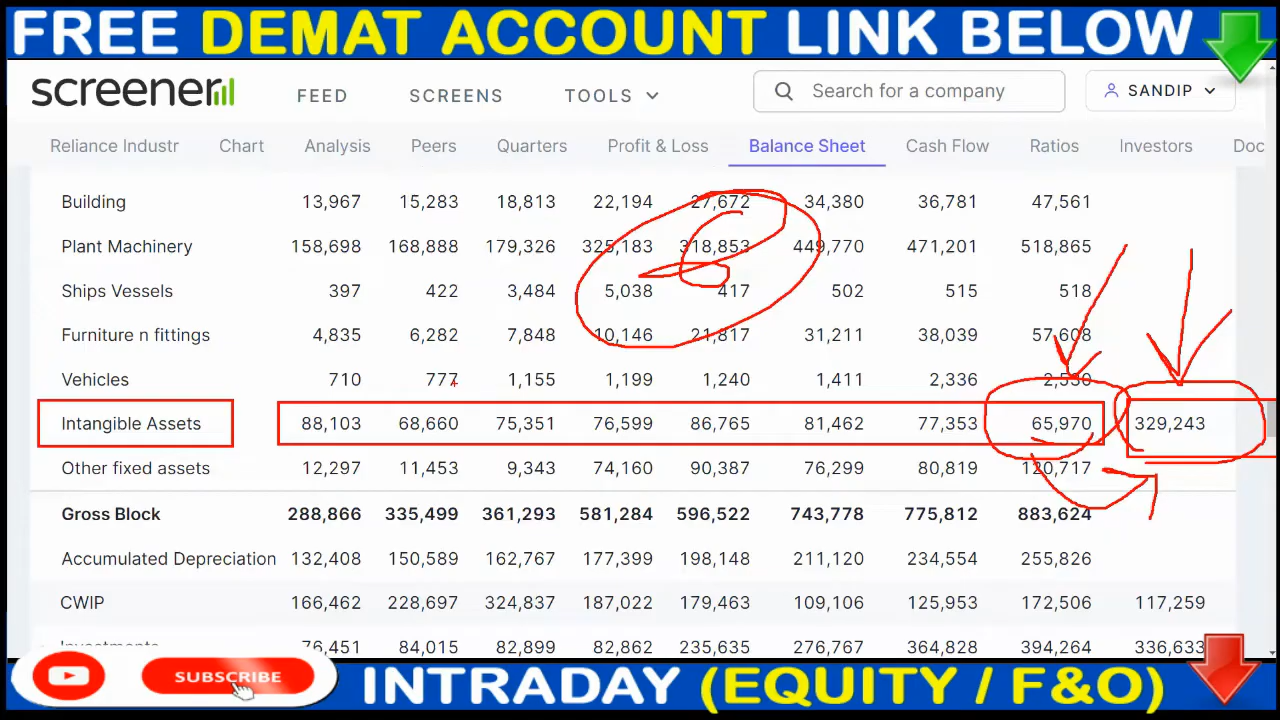 FREE DEMAT ACCOUNT LINK BELOW
screener FEED SCREENS TOOLS Search for a company SANDIP
Reliance Industr Chart Analysis Peers Quarters Profit & Loss Balance Sheet Cash Flow Ratios Investors Doc
Building 13,967 15,283 18,813 22,194 27,672 34,380 36,781 47,561
Plant Machinery 158,698 168,888 179,326 325,183 318,853 449,770 471,201 518,865
Ships Vessels 397 422 3,484 5,038 417 502 515 518
Furniture n fittings 4,835 6,282 7,848 10,146 21,817 31,211 38,039 57,608
Vehicles 710 777 1,155 1,199 1,240 1,411 2,336 2,530
Intangible Assets 88,103 68,660 75,351 76,599 86,765 81,462 77,353 65,970 329,243
Other fixed assets 12,297 11,453 9,343 74,160 90,387 76,299 80,819 120,717
Gross Block 288,866 335,499 361,293 581,284 596,522 743,778 775,812 883,624
Accumulated Depreciation 132,408 150,589 162,767 177,399 198,148 211,120 234,554 255,826
CWIP 166,462 228,697 324,837 187,022 179,463 109,106 125,953 172,506 117,259
Investments 76,451 84,015 82,899 82,862 235,635 276,767 364,828 394,264 336,633
SUBSCRIBE
INTRADAY (EQUITY / F&O)